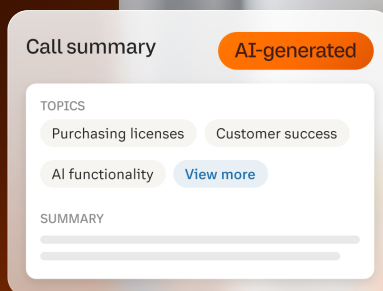 Call summary
AI-generated
TOPICS
Purchasing licenses
Customer success
AI functionality
View more
SUMMARY